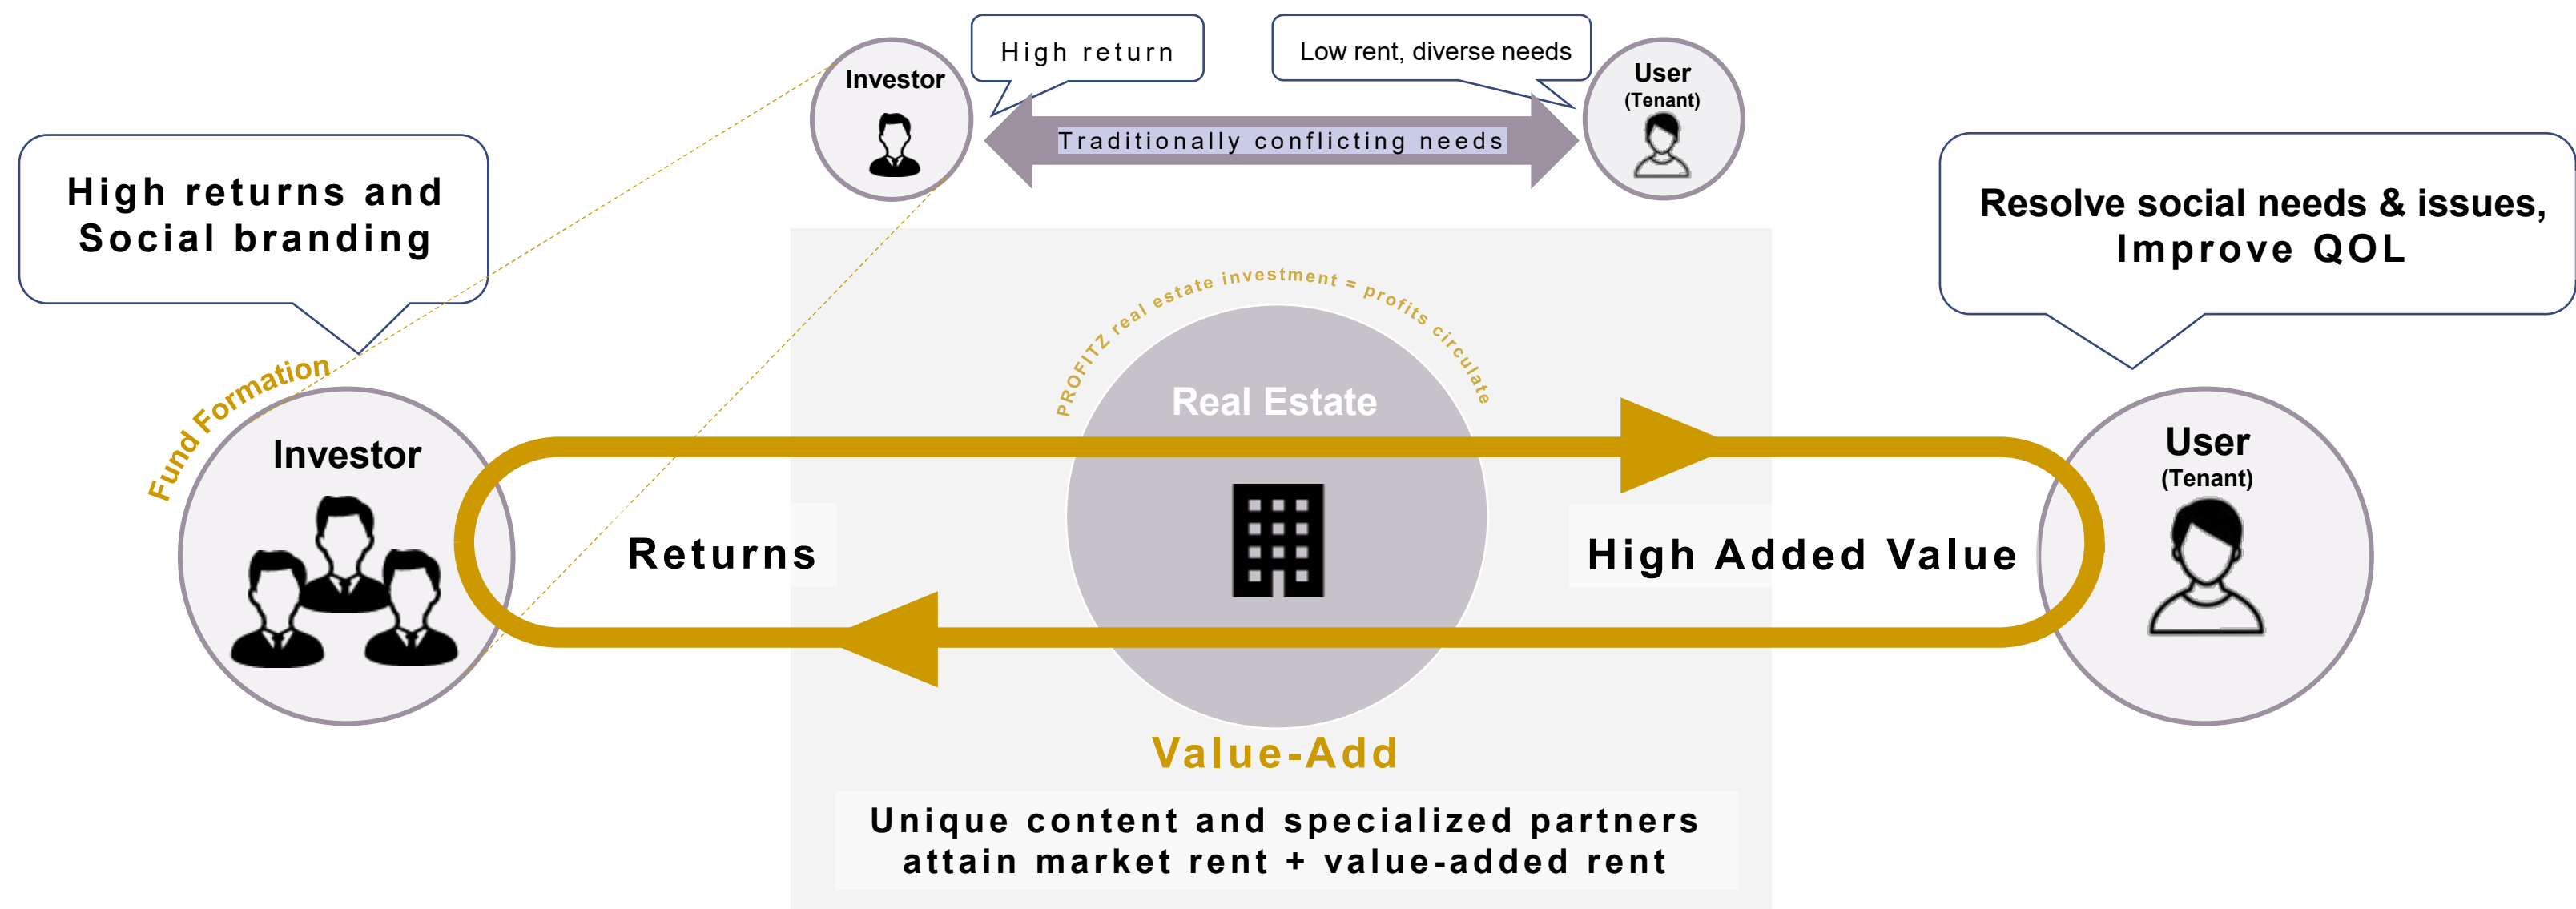 Investor
High return
Low rent, diverse needs
User
(Tenant)
Traditionally conflicting needs
High returns and
Social branding
Resolve social needs & issues,
Improve QOL
PROFITZ real estate investment = profits circulate
Fund Formation
Real Estate
Investor
User
(Tenant)
Returns
High Added Value
Value-Add
Unique content and specialized partners
attain market rent + value-added rent